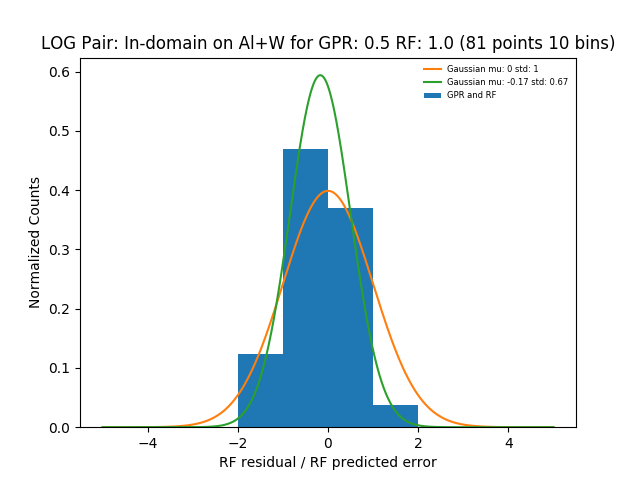 LOG Pair: In-domain on Al+W for GPR: 0.5 RF: 1.0 (81 points 10 bins)
Gaussian mu: 0 std: 1
Gaussian mu: -0.17 std: 0.67
GPR and RF
0.6
0.5
0.4
0.3
0.2
0.1
0.0
Normalized Counts
−4
−2
0
2
4
RF residual / RF predicted error